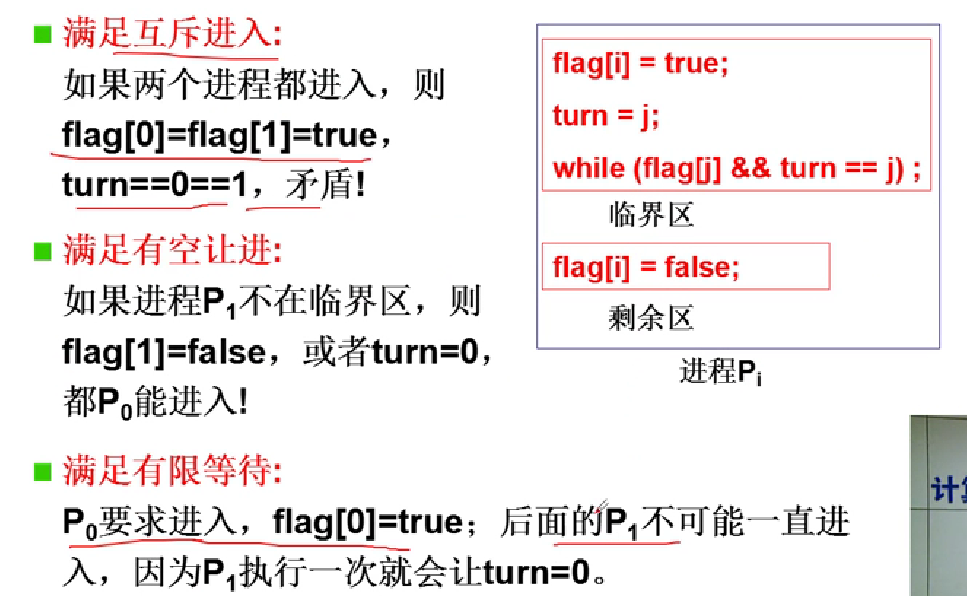 满足互斥进入:
如果两个进程都进入，则
flag[0]=flag[1]=true，
turn==0==1，矛盾!
满足有空让进:
如果进程P1不在临界区，则
flag[1]=false，或者turn=0，
都P0能进入!
满足有限等待:
P0要求进入，flag[0]=true；后面的P1不可能一直进
入，因为P1执行一次就会让turn=0。
flag[i] = true;
turn = j;
while (flag[j] && turn == j) ;
临界区
flag[i] = false;
剩余区
进程Pi
计